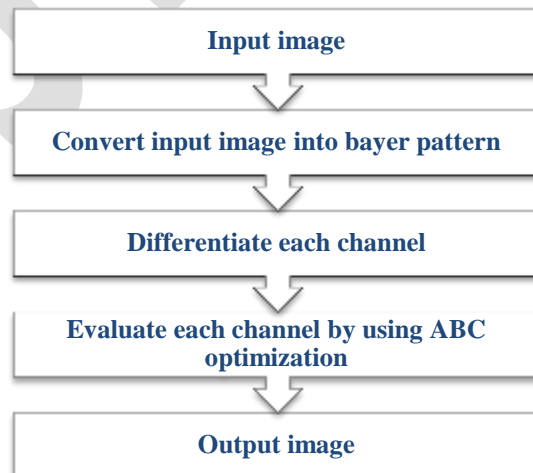 Input image
Convert input image into bayer pattern
Differentiate each channel
Evaluate each channel by using ABC
optimization
Output image